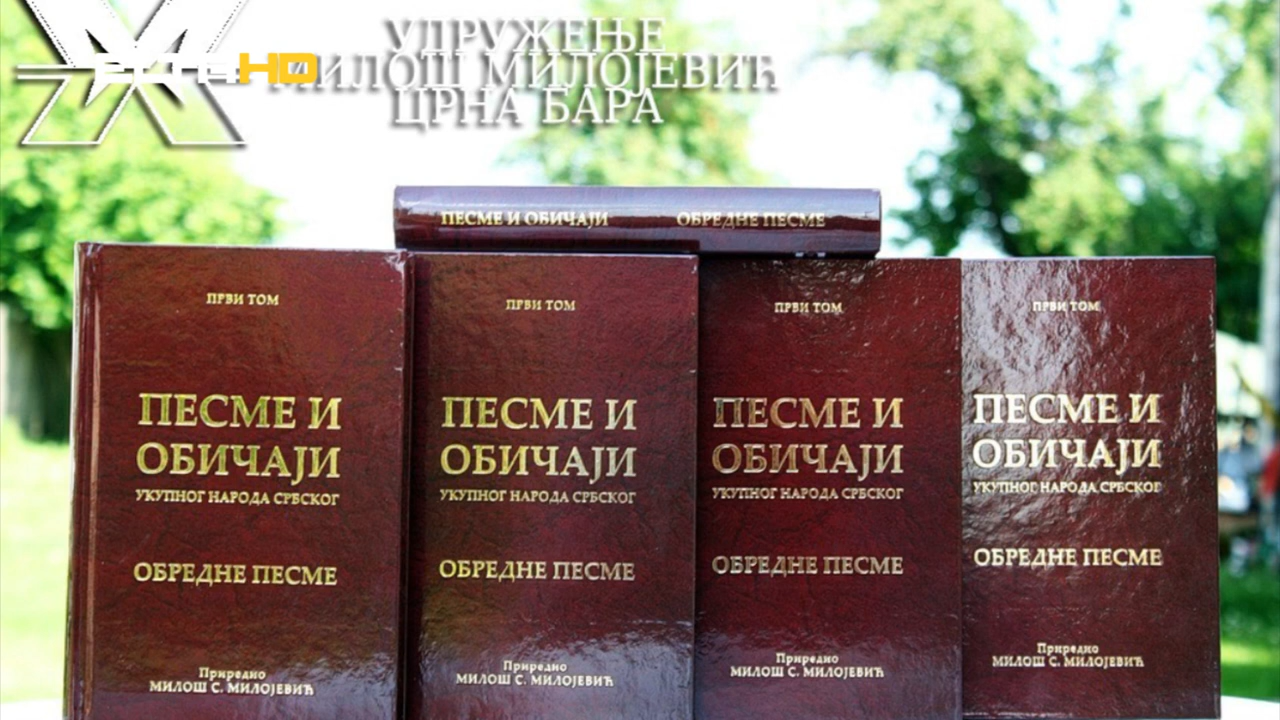 УДРУЖЕЊЕ
МИЛОШ МИЛОЈЕВИЋ
ЦРНА БАРА
HD
ПЕСМЕ И ОБИЧАЈИ ОБРЕДНЕ ПЕСМЕ
ПРВИ ТОМ
ПЕСМЕ И
ОБИЧАЈИ
УКУПНОГ НАРОДА СРБСКОГ
ОБРЕДНЕ ПЕСМЕ
Приредио
МИЛОШ С. МИЛОЈЕВИЋ
ПРВИ ТОМ
ПЕСМЕ И
ОБИЧАЈИ
УКУПНОГ НАРОДА СРБСКОГ
ОБРЕДНЕ ПЕСМЕ
Приредио
МИЛОШ С. МИЛОЈЕВИЋ
ПРВИ ТОМ
ПЕСМЕ И
ОБИЧАЈИ
УКУПНОГ НАРОДА СРБСКОГ
ОБРЕДНЕ ПЕСМЕ
Приредио
МИЛОШ С. МИЛОЈЕВИЋ
ПРВИ ТОМ
ПЕСМЕ И
ОБИЧАЈИ
УКУПНОГ НАРОДА СРБСКОГ
ОБРЕДНЕ ПЕСМЕ
Приредио
МИЛОШ С. МИЛОЈЕВИЋ